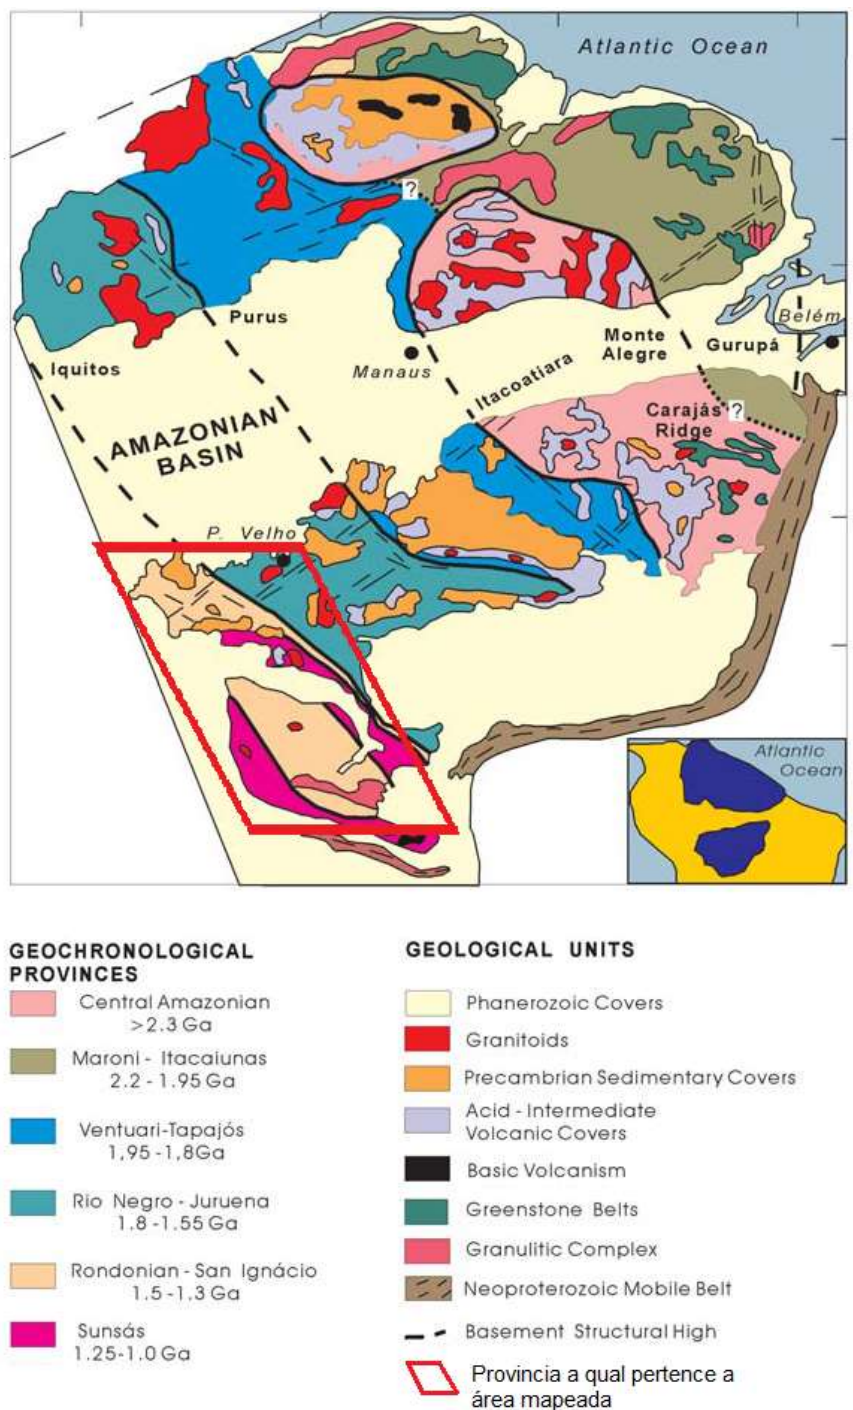 Atlantic Ocean
?
Purus
Iquitos
Manaus
Monte
Alegre
Gurupá
Belém
Itacoatiara
Carajás
Ridge
?
AMAZONIAN
BASIN
P. Velho
Atlantic
Ocean
GEOCHRONOLOGICAL
PROVINCES
Central Amazonian
>2.3 Ga
Maroni - Itacaiunas
2.2 - 1.95 Ga
Ventuari-Tapajós
1,95 -1,8Ga
Rio Negro - Juruena
1.8 -1.55 Ga
Rondonian - San Ignácio
1.5 -1.3 Ga
Sunsás
1.25-1.0 Ga
GEOLOGICAL UNITS
Phanerozoic Covers
Granitoids
Precambrian Sedimentary Covers
Acid - Intermediate
Volcanic Covers
Basic Volcanism
Greenstone Belts
Granulitic Complex
Neoproterozoic Mobile Belt
Basement Structural High
Provincia a qual pertence a
área mapeada